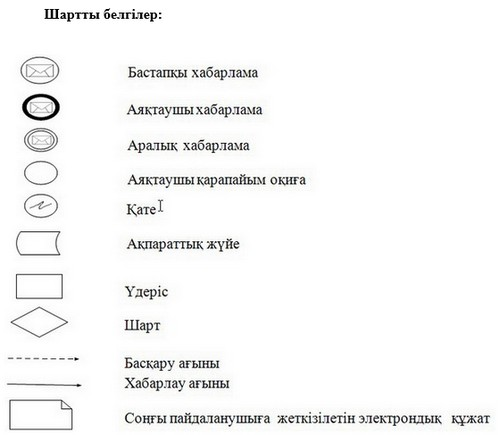 Шартты белгілер:
Бастапқы хабарлама
Аяқтаушы хабарлама
Аралық хабарлама
Аяқтаушы қарапайым оқиға
Қате
Ақпараттық жүйе
Үдеріс
Шарт
Басқару ағыны
Хабарлау ағыны
Соңғы пайдаланушыға жеткізілетін электрондық құжат